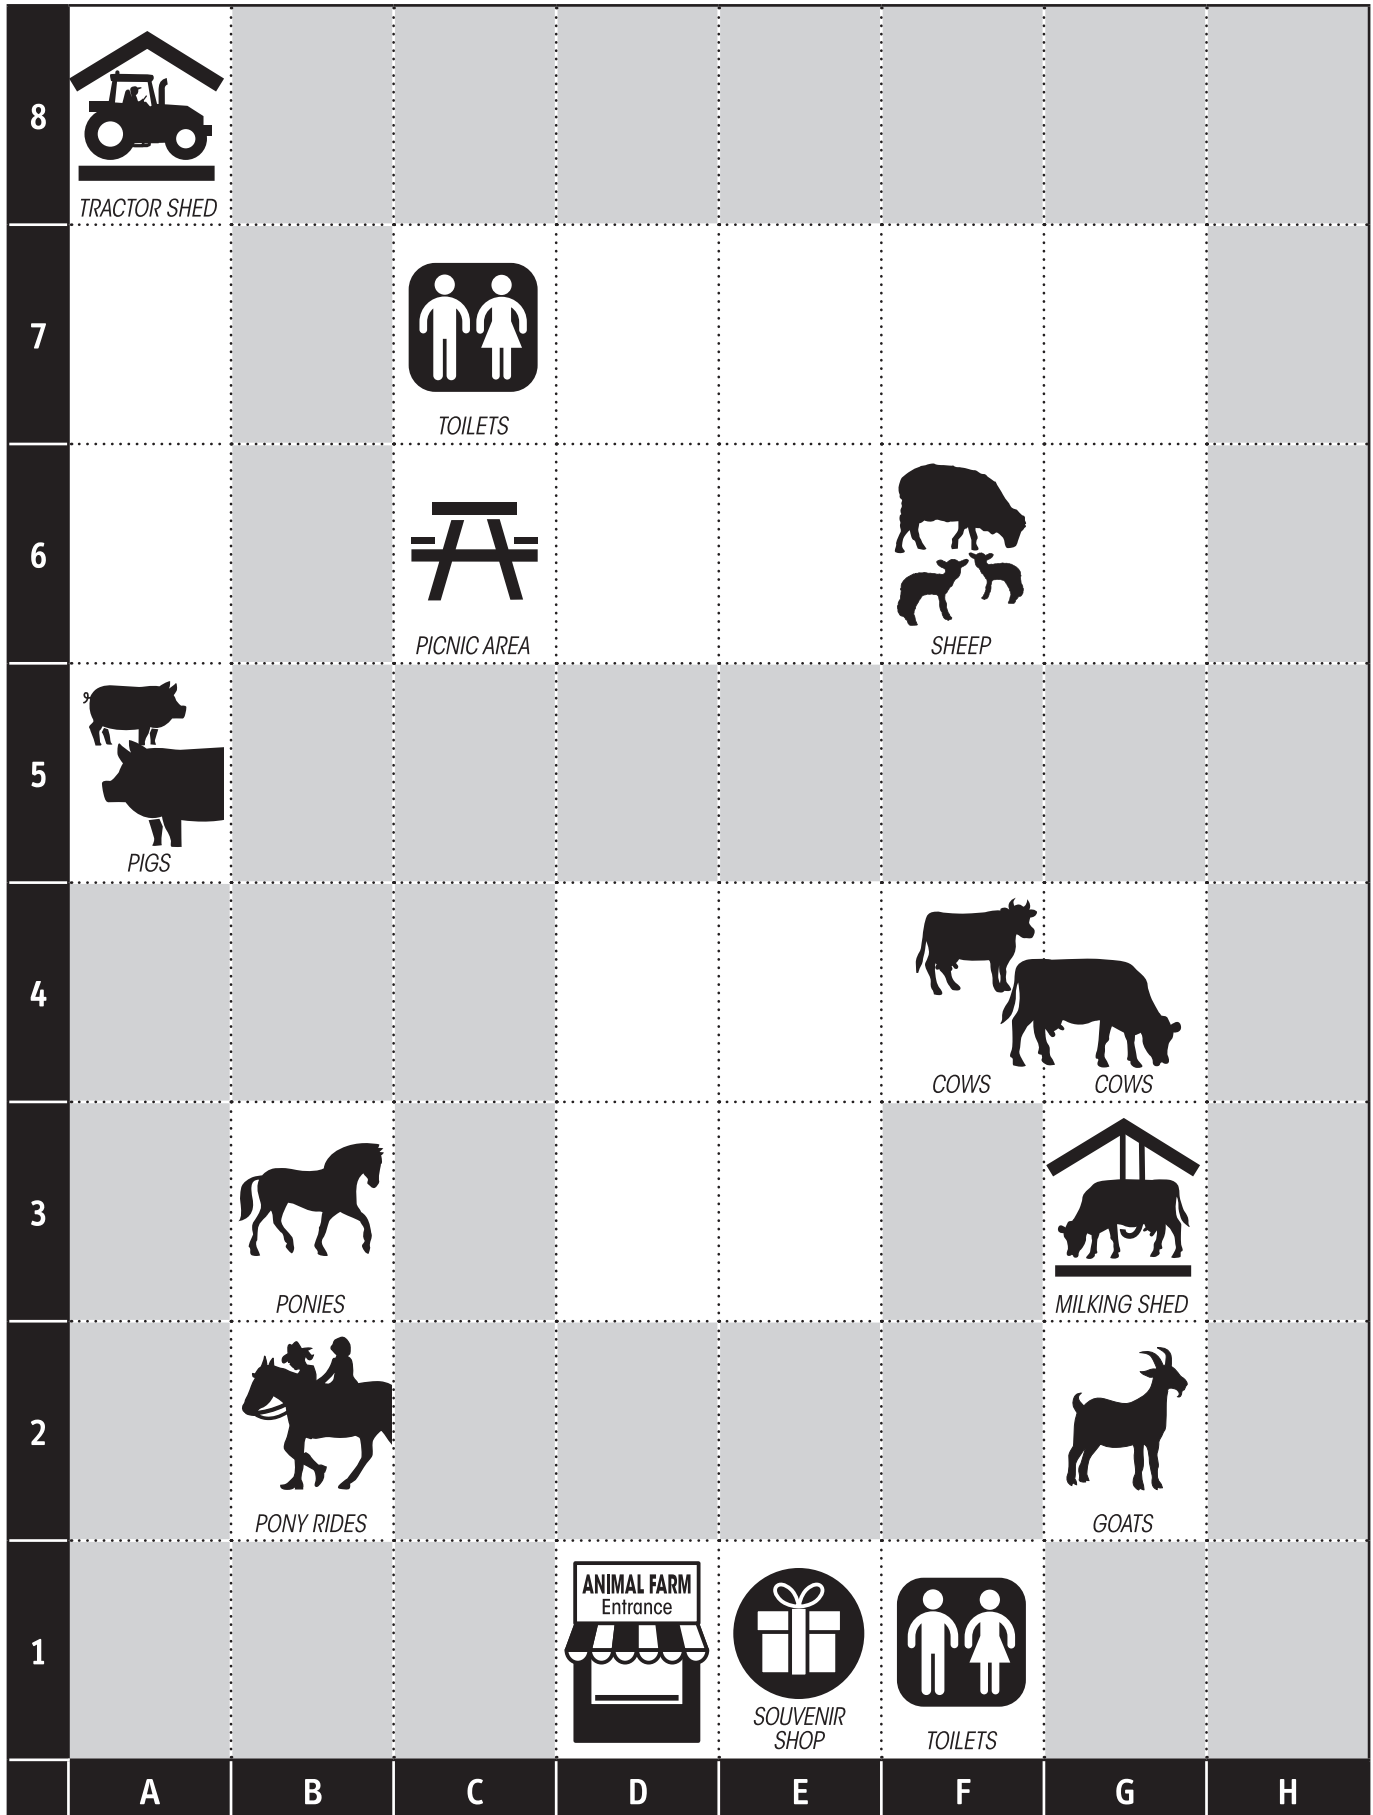 8
TRACTOR SHED
7
TOILETS
6
PICNIC AREA
SHEEP
5
PIGS
4
COWS
COWS
3
PONIES
MILKING SHED
2
PONY RIDES
GOATS
1
ANIMAL FARM
Entrance
SOUVENIR
SHOP
TOILETS
A B C D E F G H